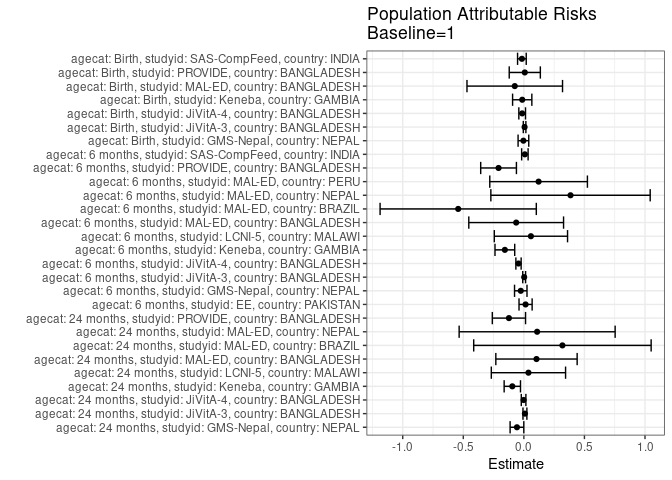 Population Attributable Risks
Baseline=1
agecat: Birth, studyid: SAS-CompFeed, country: INDIA
agecat: Birth, studyid: PROVIDE, country: BANGLADESH
agecat: Birth, studyid: MAL-ED, country: BANGLADESH
agecat: Birth, studyid: Keneba, country: GAMBIA
agecat: Birth, studyid: JiVitA-4, country: BANGLADESH
agecat: Birth, studyid: JiVitA-3, country: BANGLADESH
agecat: Birth, studyid: GMS-Nepal, country: NEPAL
agecat: 6 months, studyid: SAS-CompFeed, country: INDIA
agecat: 6 months, studyid: PROVIDE, country: BANGLADESH
agecat: 6 months, studyid: MAL-ED, country: PERU
agecat: 6 months, studyid: MAL-ED, country: NEPAL
agecat: 6 months, studyid: MAL-ED, country: BRAZIL
agecat: 6 months, studyid: MAL-ED, country: BANGLADESH
agecat: 6 months, studyid: LCNI-5, country: MALAWI
agecat: 6 months, studyid: Keneba, country: GAMBIA
agecat: 6 months, studyid: JiVitA-4, country: BANGLADESH
agecat: 6 months, studyid: JiVitA-3, country: BANGLADESH
agecat: 6 months, studyid: GMS-Nepal, country: NEPAL
agecat: 6 months, studyid: EE, country: PAKISTAN
agecat: 24 months, studyid: PROVIDE, country: BANGLADESH
agecat: 24 months, studyid: MAL-ED, country: NEPAL
agecat: 24 months, studyid: MAL-ED, country: BRAZIL
agecat: 24 months, studyid: MAL-ED, country: BANGLADESH
agecat: 24 months, studyid: LCNI-5, country: MALAWI
agecat: 24 months, studyid: Keneba, country: GAMBIA
agecat: 24 months, studyid: JiVitA-4, country: BANGLADESH
agecat: 24 months, studyid: JiVitA-3, country: BANGLADESH
agecat: 24 months, studyid: GMS-Nepal, country: NEPAL
-1.0 -0.5 0.0 0.5 1.0
Estimate